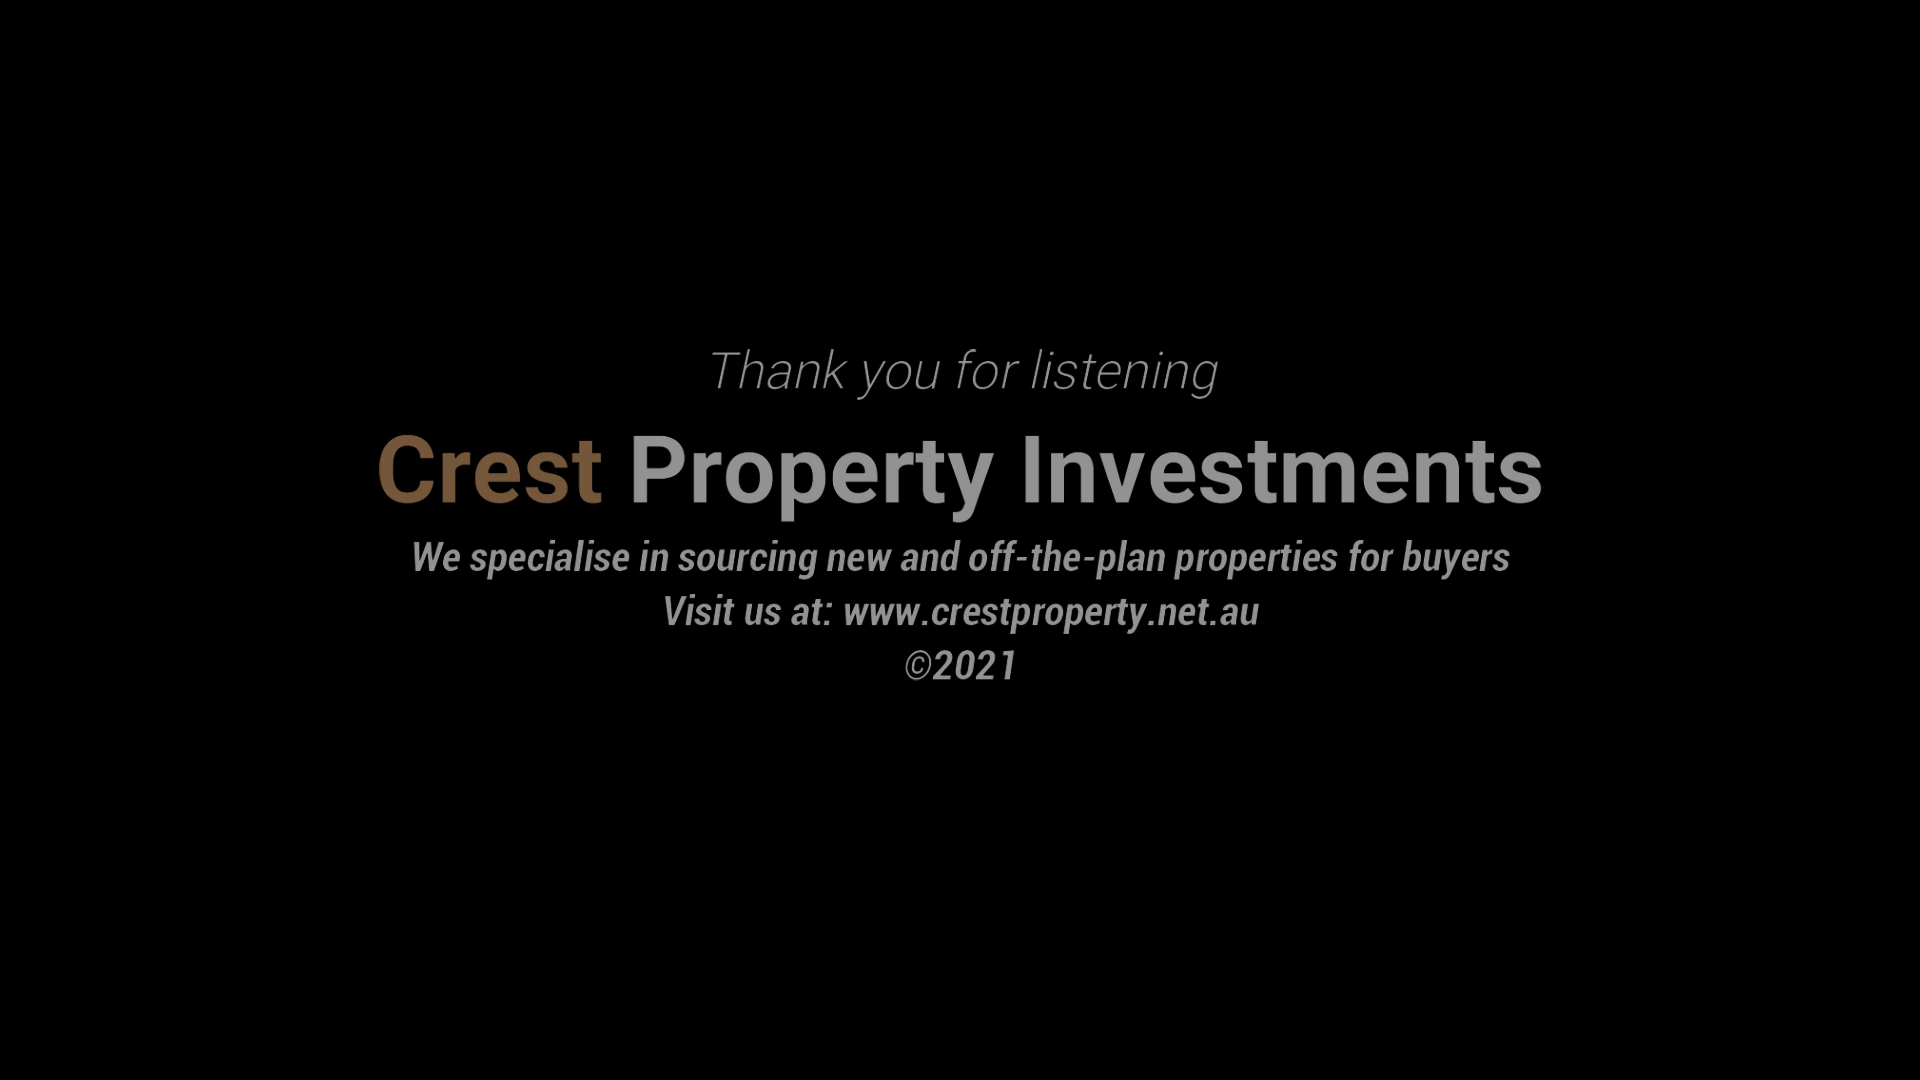 Thank you for listening
Crest Property Investments
We specialise in sourcing new and off-the-plan properties for buyers
Visit us at: www.crestproperty.net.au
©2021